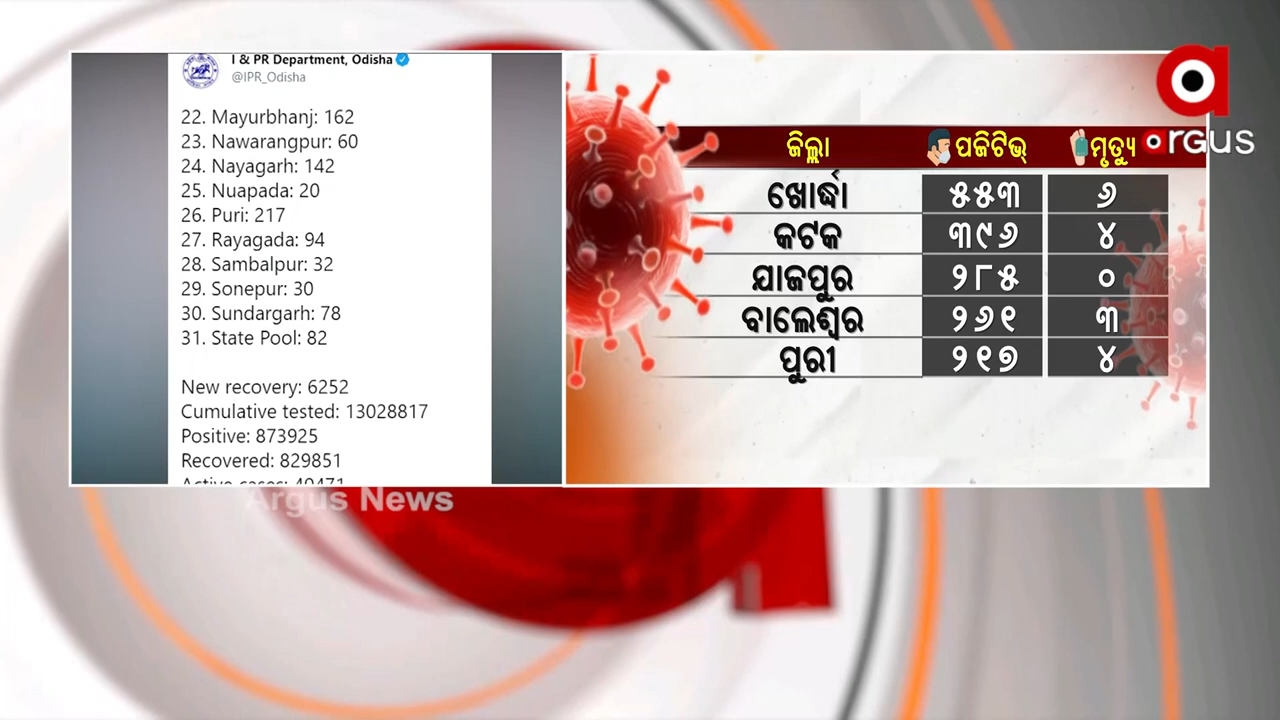 I & PR Department, Odisha
@IPR_Odisha
22. Mayurbhanj: 162
23. Nawarangpur: 60
24. Nayagarh: 142
25. Nuapada: 20
26. Puri: 217
27. Rayagada: 94
28. Sambalpur: 32
29. Sonepur: 30
30. Sundargarh: 78
31. State Pool: 82
New recovery: 6252
Cumulative tested: 13028817
Positive: 873925
Recovered: 829851
Active cases: 40471
Argus News
argus
ଜିଲ୍ଲା ପଜିଟିଭ୍ ମୃତ୍ୟୁ
ଖୋର୍ଦ୍ଧା ୫୫୩ ୬
କଟକ ୩୯୬ ୪
ଯାଜପୁର ୨୮୫ ୦
ବାଲେଶ୍ୱର ୨୬୧ ୩
ପୁରୀ ୨୧୭ ୪